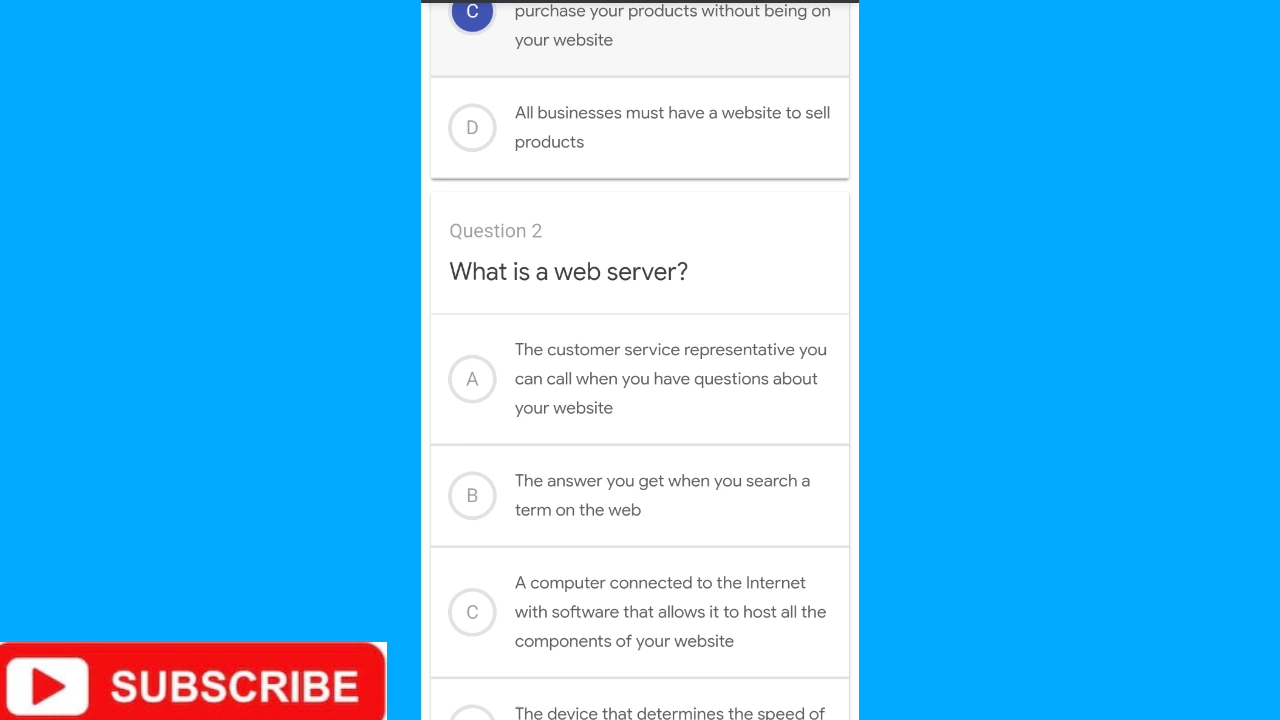 C
purchase your products without being on
your website
D
All businesses must have a website to sell
products
Question 2
What is a web server?
A
The customer service representative you
can call when you have questions about
your website
B
The answer you get when you search a
term on the web
C
A computer connected to the Internet
with software that allows it to host all the
components of your website
The device that determines the speed of
SUBSCRIBE